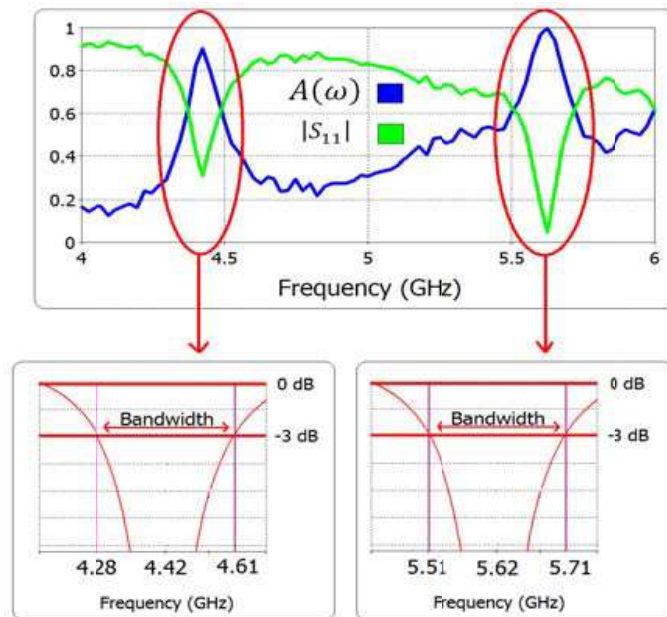 1
0.8
A(ω)
0.6
|S11|
0.4
0.2
0
4
4.5
5
5.5
6
Frequency (GHz)
0 dB
Bandwidth
-3 dB
4.28
4.42
4.61
Frequency (GHz)
0 dB
Bandwidth
-3 dB
5.51
5.62
5.71
Frequency (GHz)